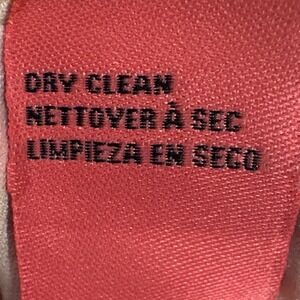 DRY CLEAN
NETTOYER À SEC
LIMPIEZA EN SECO